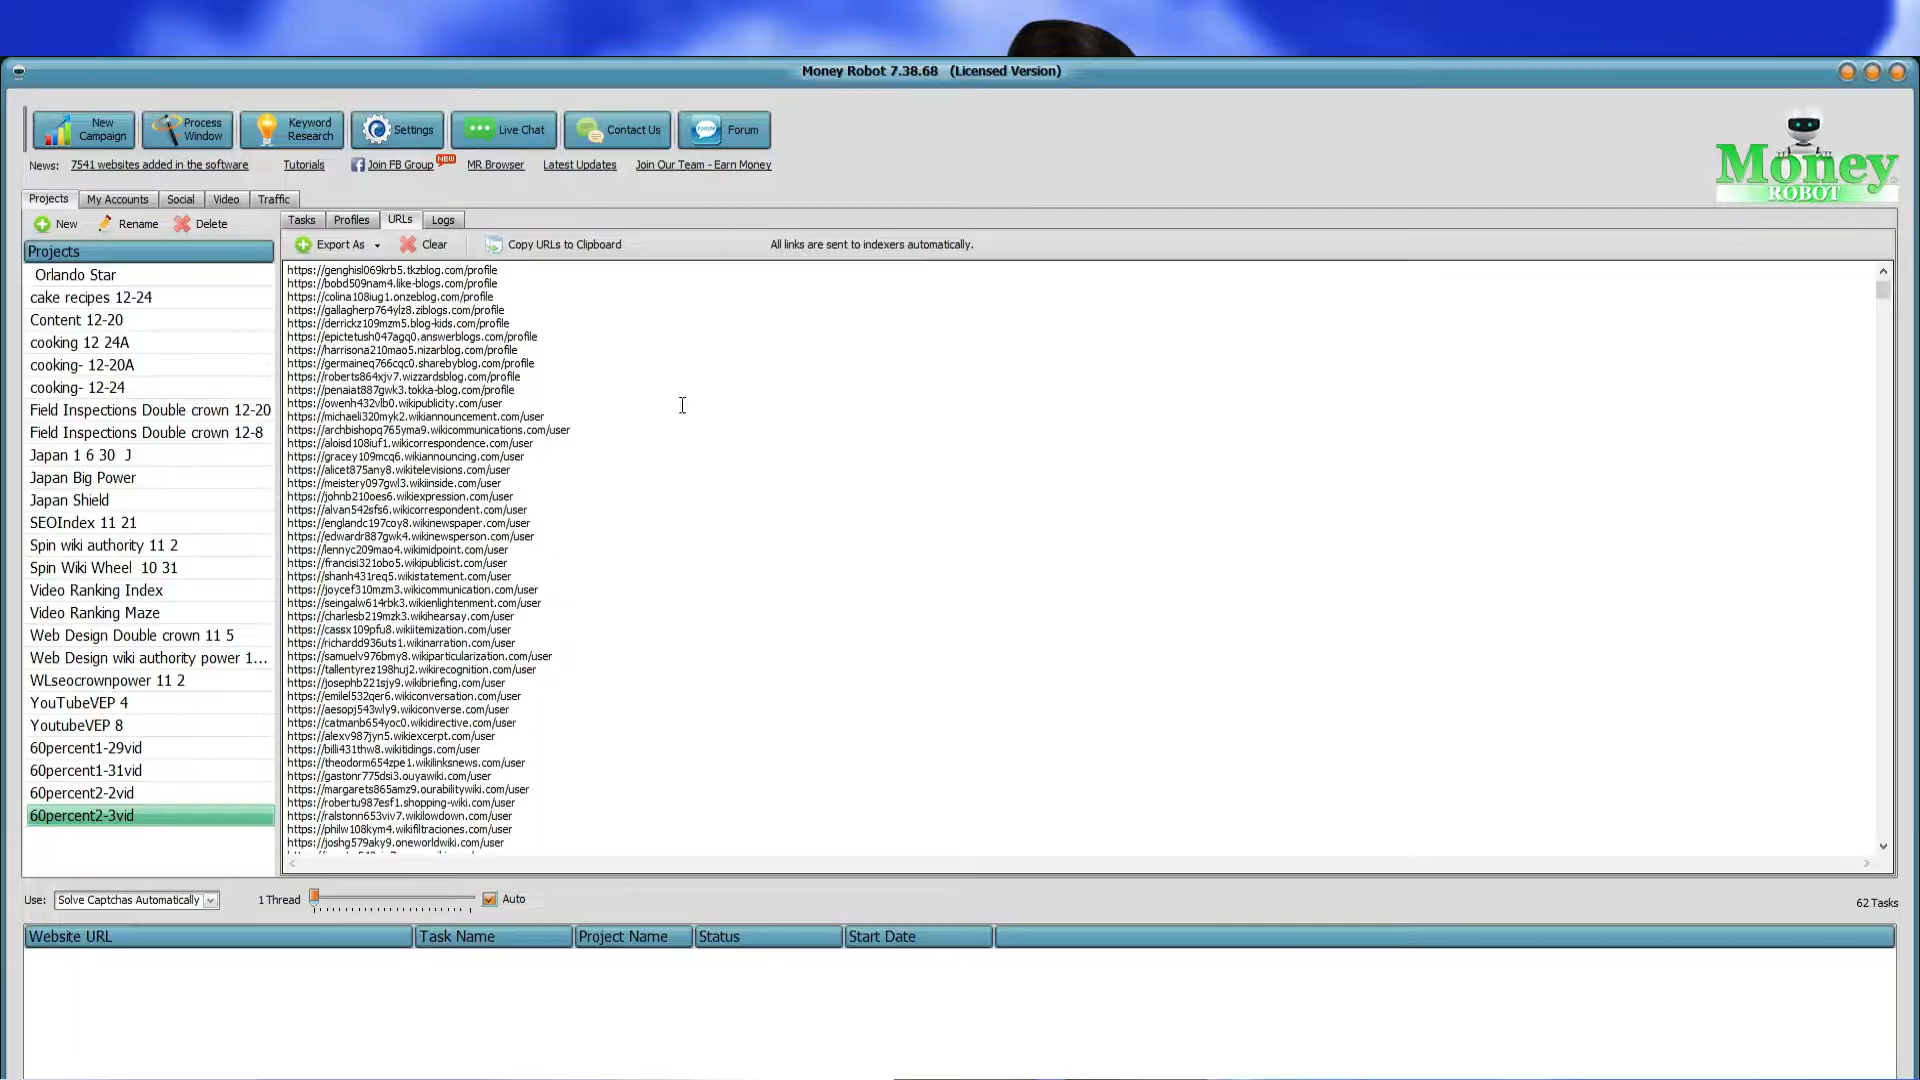 Money Robot 7.38.68 (Licensed Version)
New Campaign
Process Window
Keyword Research
Settings
Live Chat
Contact Us
FORUM
Forum
Money ROBOT
News: 7541 websites added in the software
Tutorials
Join FB Group NEW
MR Browser
Latest Updates
Join Our Team - Earn Money
Projects My Accounts Social Video Traffic
New Rename Delete
Tasks Profiles URLs Logs
Export As Clear Copy URLs to Clipboard All links are sent to indexers automatically.
Projects
Orlando Star
cake recipes 12-24
Content 12-20
cooking 12 24A
cooking- 12-20A
cooking- 12-24
Field Inspections Double crown 12-20
Field Inspections Double crown 12-8
Japan 1 6 30 J
Japan Big Power
Japan Shield
SEOIndex 11 21
Spin wiki authority 11 2
Spin Wiki Wheel 10 31
Video Ranking Index
Video Ranking Maze
Web Design Double crown 11 5
Web Design wiki authority power 1...
WLseocrownpower 11 2
YouTubeVEP 4
YoutubeVEP 8
60percent1-29vid
60percent1-31vid
60percent2-2vid
60percent2-3vid
https://genghisl069krb5.tkzblog.com/profile
https://bobd509nam4.like-blogs.com/profile
https://colina108iug1.onzeblog.com/profile
https://gallagherp764ylz8.ziblogs.com/profile
https://derrickz109mzm5.blog-kids.com/profile
https://epictetush047agq0.answerblogs.com/profile
https://harrisona210mao5.nizarblog.com/profile
https://germaineq766cqc0.sharebyblog.com/profile
https://roberts864xjv7.wizzardsblog.com/profile
https://penaiat887gwk3.tokka-blog.com/profile
https://owenh432vlb0.wikipublicity.com/user
https://michaeli320myk2.wikiannouncement.com/user
https://archbishopq765yma9.wikicommunications.com/user
https://aloisd108iuf1.wikicorrespondence.com/user
https://gracey109mcq6.wikiannouncing.com/user
https://alicet875any8.wikitelevisions.com/user
https://meistery097gwl3.wikiinside.com/user
https://johnb210oes6.wikiexpression.com/user
https://alvan542sfs6.wikicorrespondent.com/user
https://englandc197coy8.wikinewspaper.com/user
https://edwardr887gwk4.wikinewsperson.com/user
https://lennyc209mao4.wikimidpoint.com/user
https://francisi321obo5.wikipublicist.com/user
https://shanh431req5.wikistatement.com/user
https://joycef310mzm3.wikicommunication.com/user
https://seingalw614rbk3.wikienlightenment.com/user
https://charlesb219mzk3.wikihearsay.com/user
https://cassx109pfu8.wikiitemization.com/user
https://richardd936uts1.wikinarration.com/user
https://samuelv976bmy8.wikiparticularization.com/user
https://tallentyrez198huj2.wikirecognition.com/user
https://josephb221sjy9.wikibriefing.com/user
https://emilel532qer6.wikiconversation.com/user
https://aesopj543wly9.wikiconverse.com/user
https://catmanb654yoc0.wikidirective.com/user
https://alexv987jyn5.wikiexcerpt.com/user
https://billi431thw8.wikitidings.com/user
https://theodorm654zpe1.wikilinksnews.com/user
https://gastonr775dsi3.ouyawiki.com/user
https://margarets865amz9.ourabilitywiki.com/user
https://robertu987esf1.shopping-wiki.com/user
https://ralstonn653viv7.wikilowdown.com/user
https://philw108kym4.wikifiltraciones.com/user
https://joshg579aky9.oneworldwiki.com/user
Use: Solve Captchas Automatically 1 Thread Auto 62 Tasks
Website URL Task Name Project Name Status Start Date